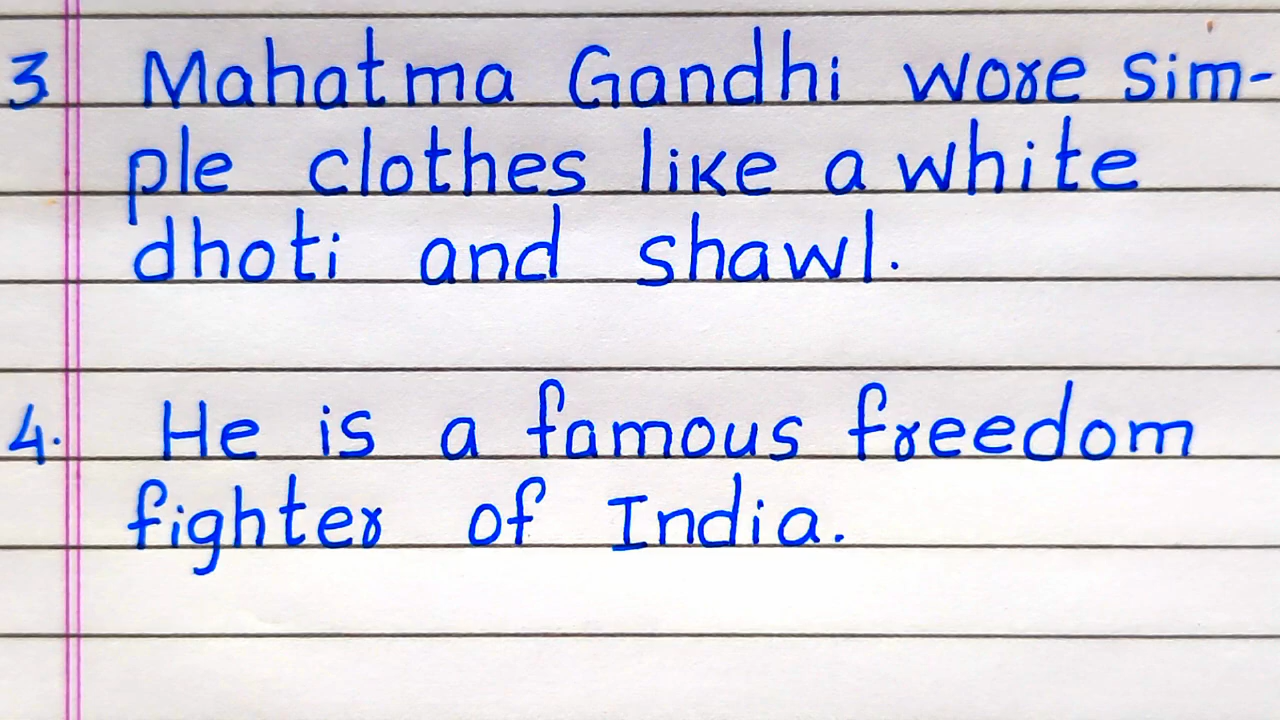 3. Mahatma Gandhi wore sim-
ple clothes like a white
dhoti and shawl.
4. He is a famous freedom
fighter of India.